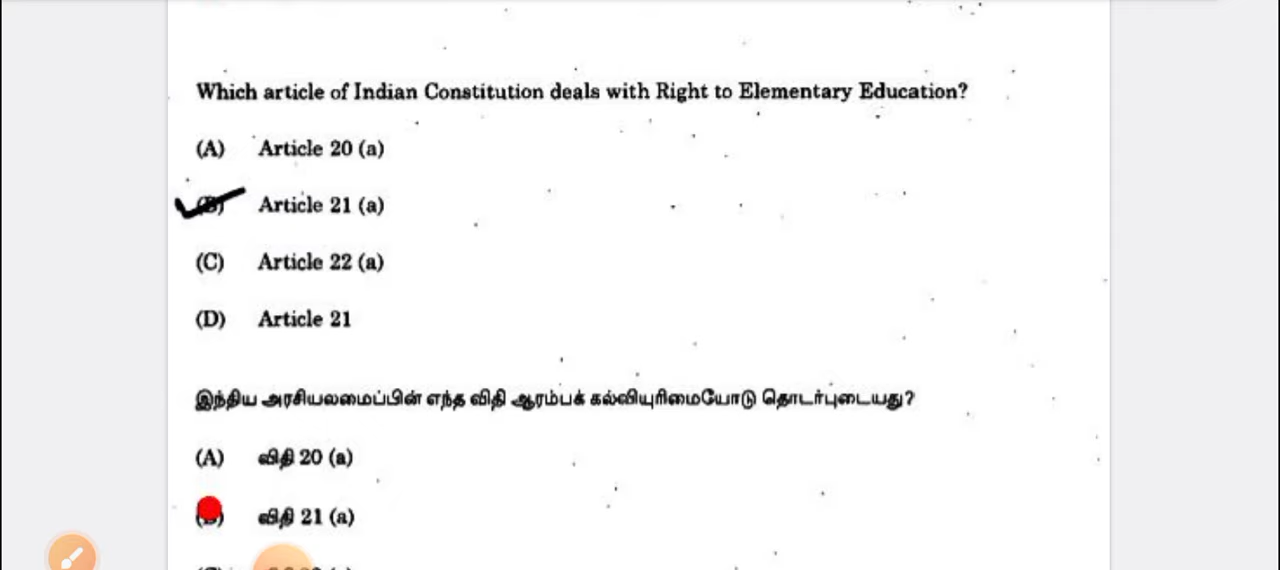 Which article of Indian Constitution deals with Right to Elementary Education?
(A) Article 20 (a)
(B) Article 21 (a)
(C) Article 22 (a)
(D) Article 21
இந்திய அரசியலமைப்பின் எந்த விதி ஆரம்பக் கல்வியுரிமையோடு தொடர்புடையது?
(A) விதி 20 (a)
(B) விதி 21 (a)